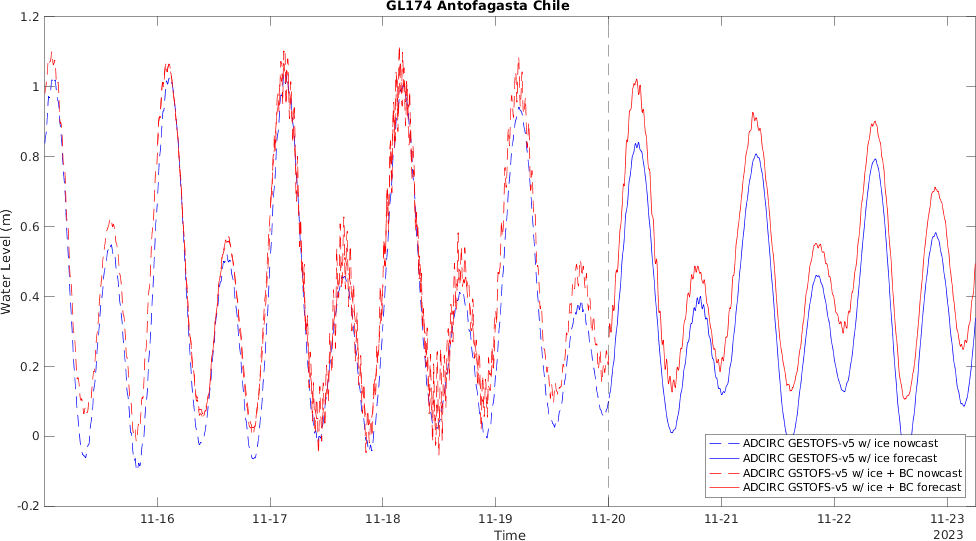 GL174 Antofagasta Chile
1.2
1
0.8
0.6
0.4
0.2
0
-0.2
Water Level (m)
11-16
11-17
11-18
11-19
11-20
11-21
11-22
11-23
Time
2023
ADCIRC GESTOFS-v5 w/ ice nowcast
ADCIRC GESTOFS-v5 w/ ice forecast
ADCIRC GSTOFS-v5 w/ ice + BC nowcast
ADCIRC GSTOFS-v5 w/ ice + BC forecast